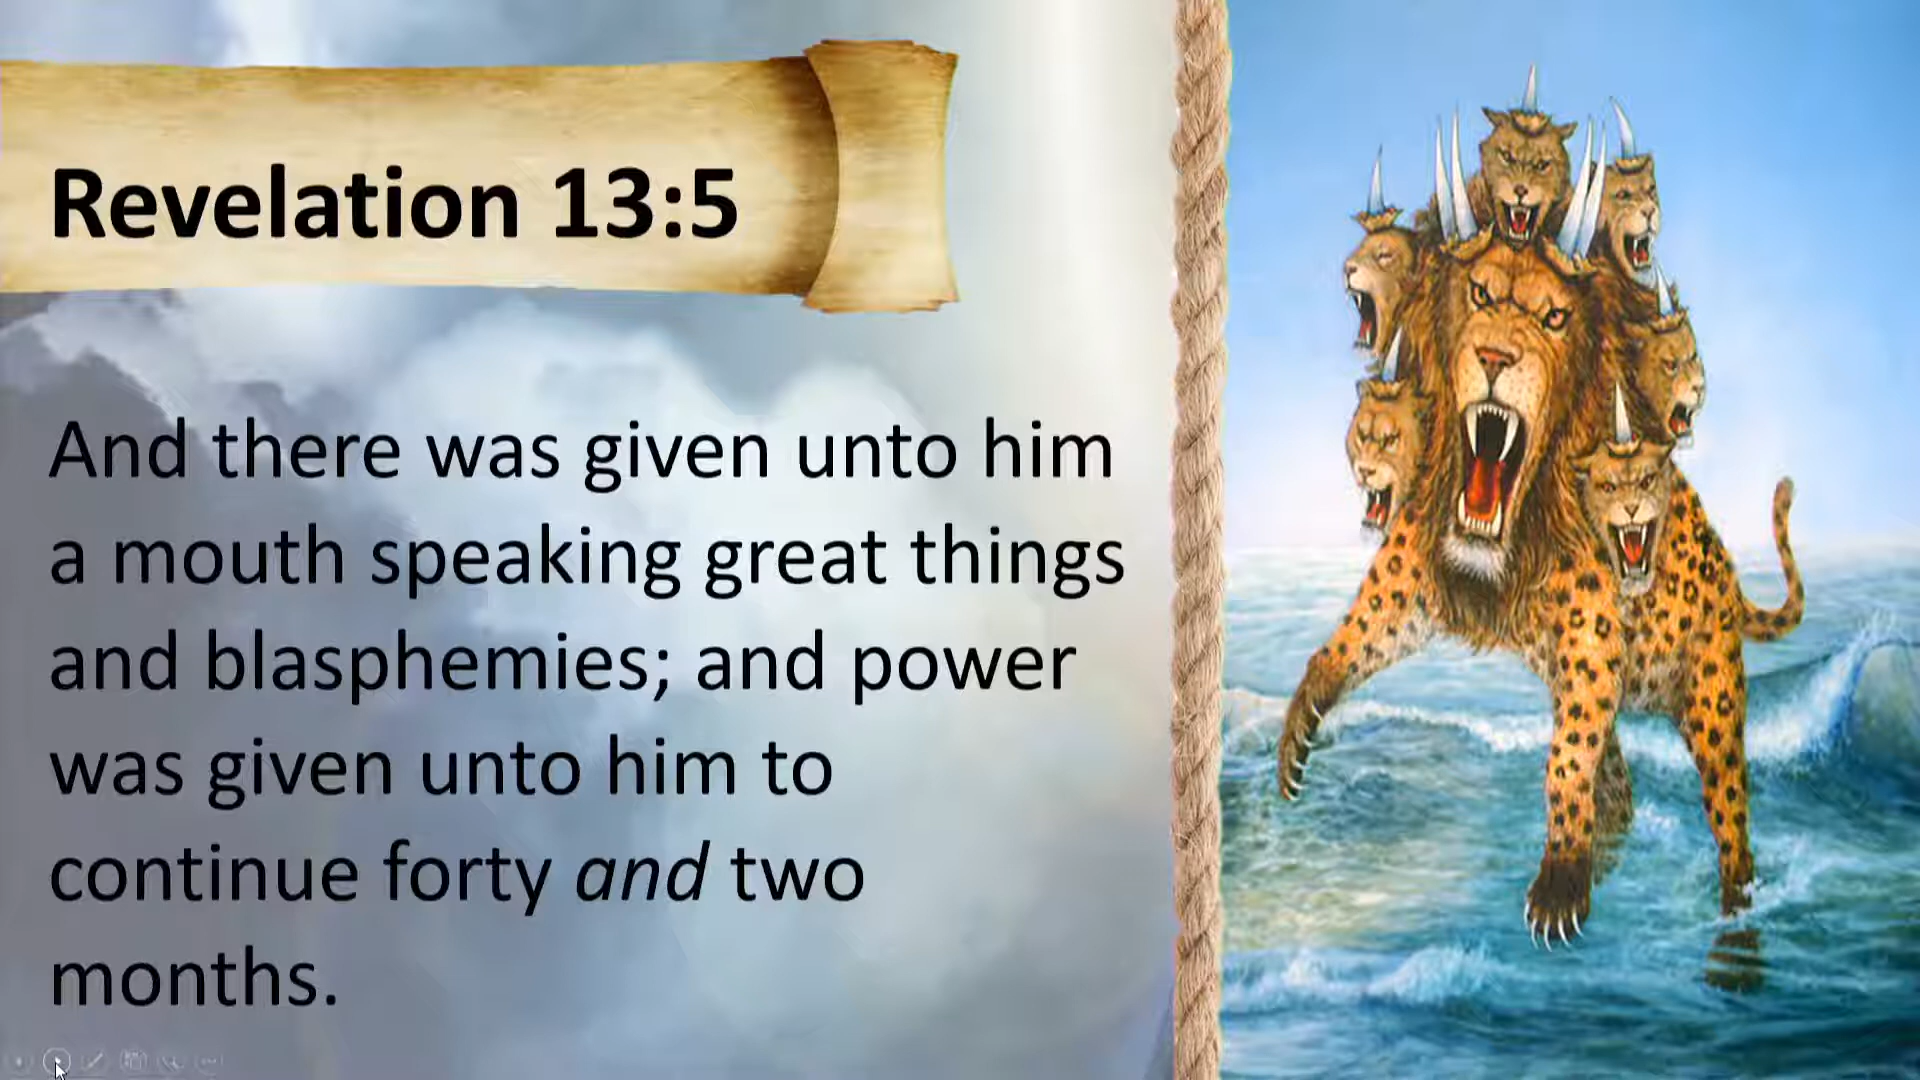 Revelation 13:5
And there was given unto him
a mouth speaking great things
and blasphemies; and power
was given unto him to
continue forty and two
months.